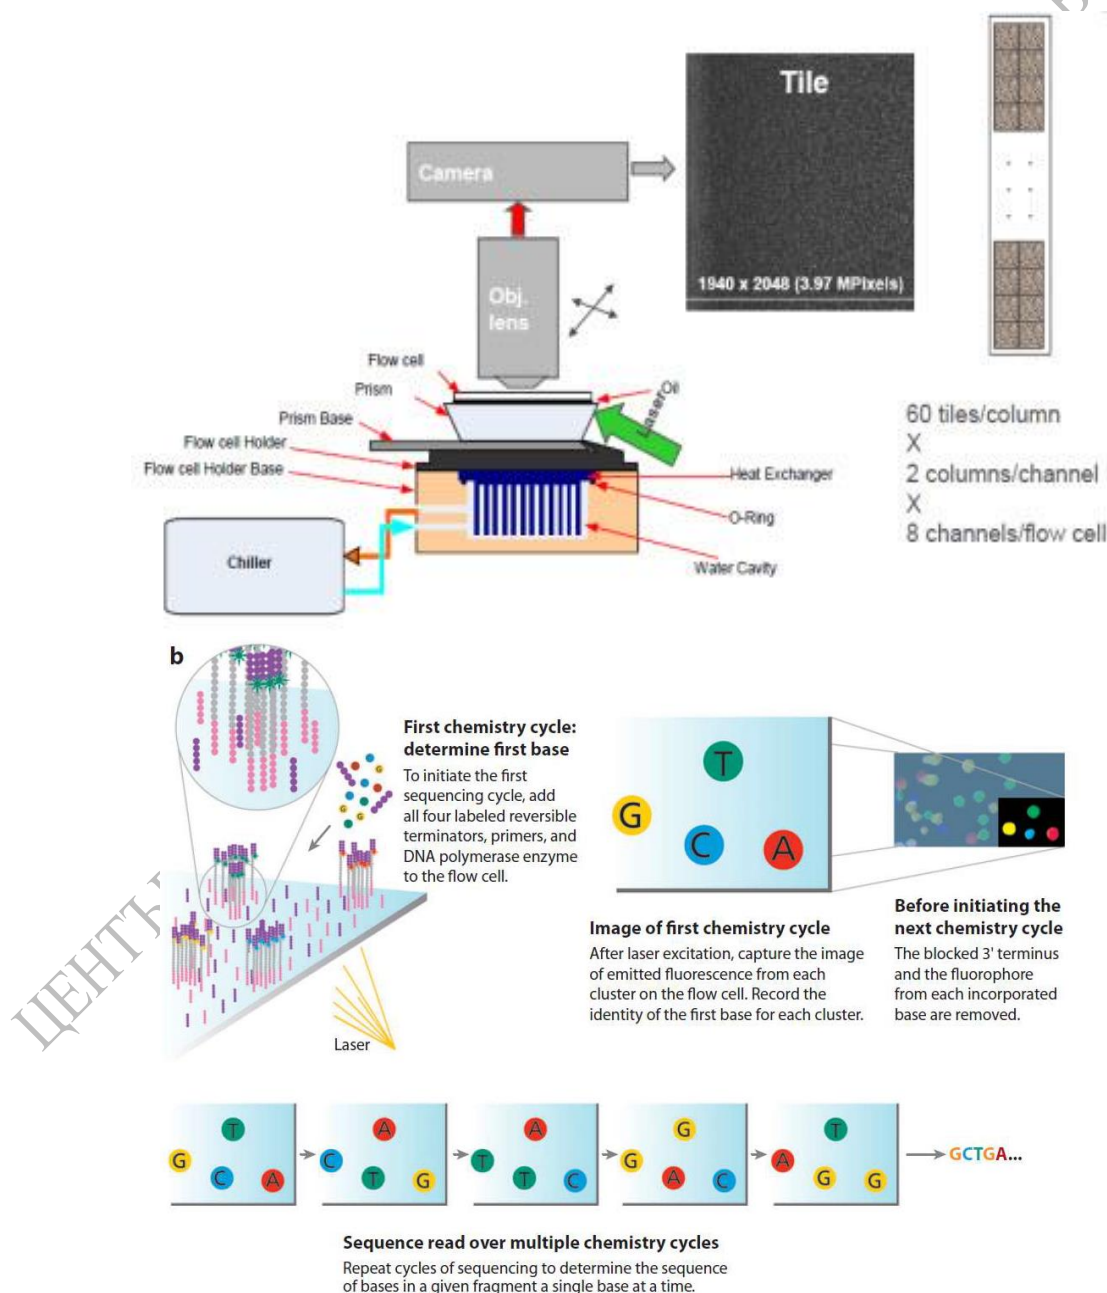 Tile
1940 x 2048 (3.97 MPixels)
Camera
Obj.
lens
Flow cell
Prism
Oil
Laser
Prism Base
Flow cell Holder
Flow cell Holder Base
Heat Exchanger
O-Ring
Water Cavity
Chiller
60 tiles/column
X
2 columns/channel
X
8 channels/flow cell
b
First chemistry cycle:
determine first base
To initiate the first
sequencing cycle, add
all four labeled reversible
terminators, primers, and
DNA polymerase enzyme
to the flow cell.
G
G
G
G
Laser
T
G
C
A
Image of first chemistry cycle
After laser excitation, capture the image
of emitted fluorescence from each
cluster on the flow cell. Record the
identity of the first base for each cluster.
Before initiating the
next chemistry cycle
The blocked 3' terminus
and the fluorophore
from each incorporated
base are removed.
ЦЕНТЪ
T
G
C
A
A
C
T
G
A
T
T
C
G
G
A
C
T
A
G
G
GCTGA...
Sequence read over multiple chemistry cycles
Repeat cycles of sequencing to determine the sequence
of bases in a given fragment a single base at a time.